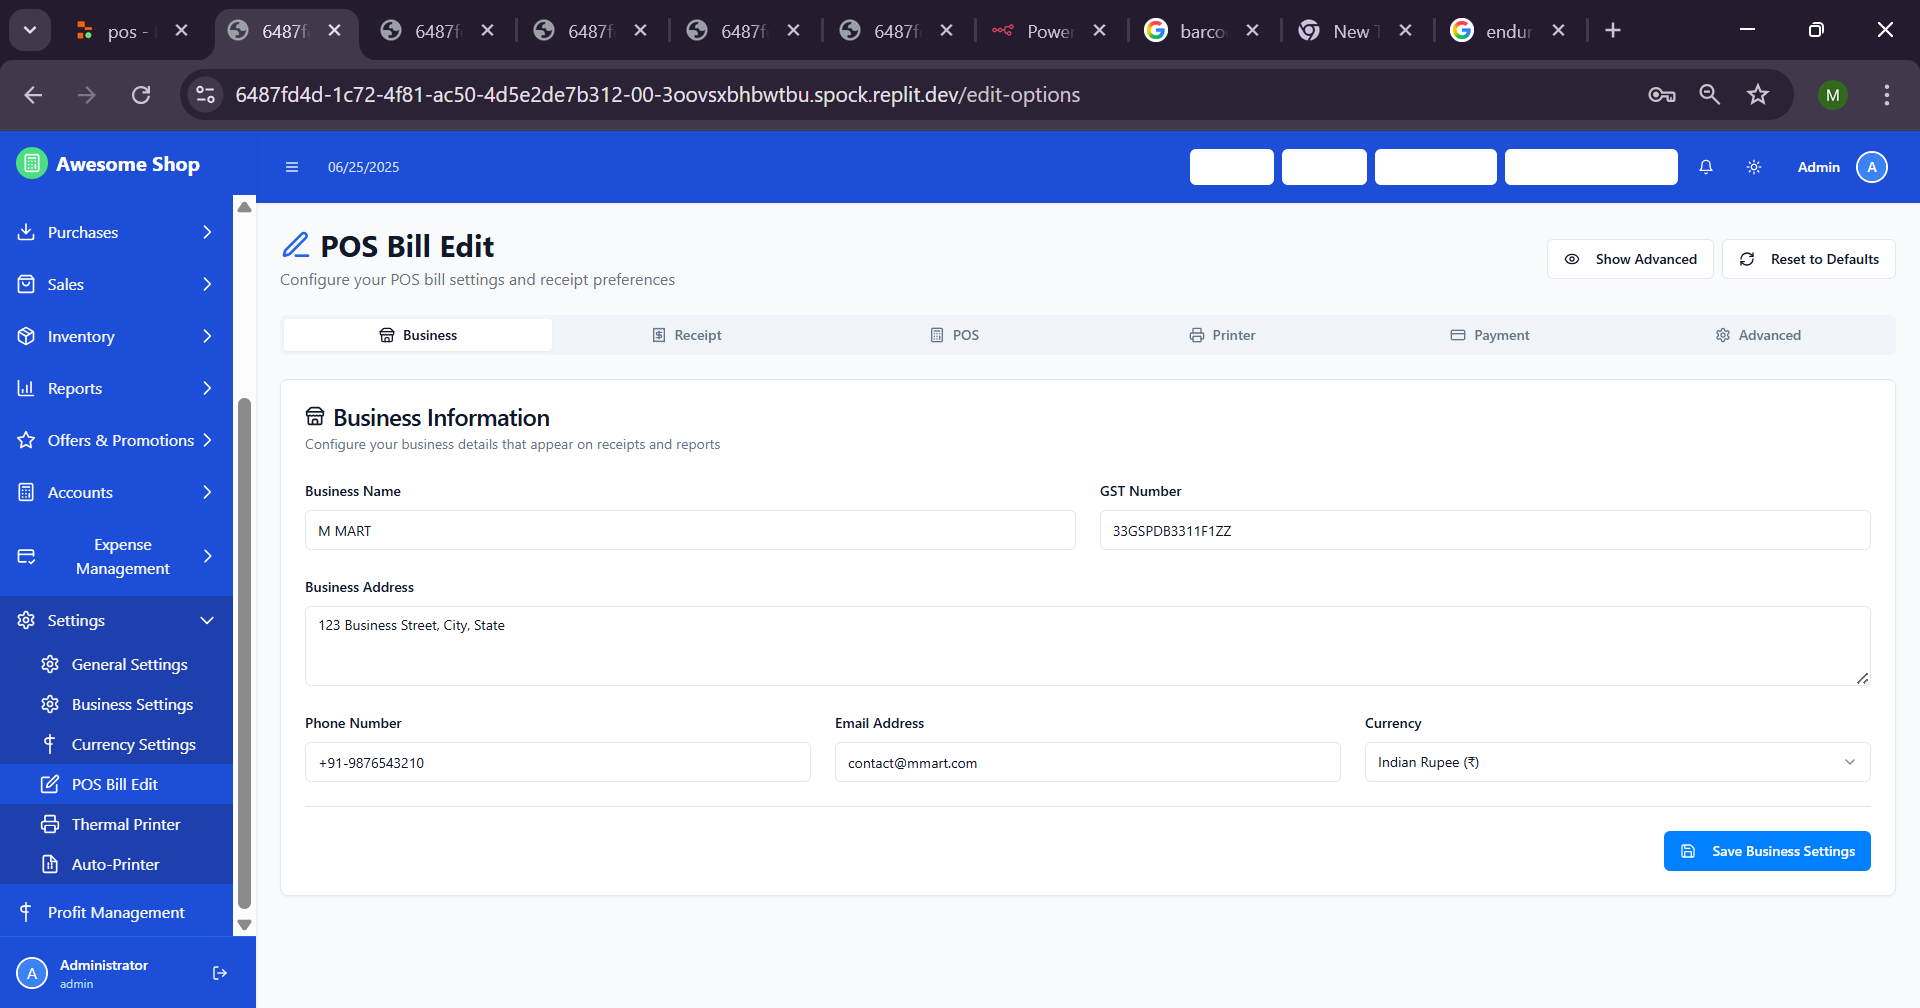 pos -
6487f
6487f
6487f
6487f
6487f
Power
barco
New T
endur
6487fd4d-1c72-4f81-ac50-4d5e2de7b312-00-3oovsxbhbwtbu.spock.replit.dev/edit-options
M
Awesome Shop
06/25/2025
Admin
A
Purchases
Sales
Inventory
Reports
Offers & Promotions
Accounts
Expense
Management
Settings
General Settings
Business Settings
Currency Settings
POS Bill Edit
Thermal Printer
Auto-Printer
Profit Management
A
Administrator
admin
POS Bill Edit
Configure your POS bill settings and receipt preferences
Show Advanced
Reset to Defaults
Business
Receipt
POS
Printer
Payment
Advanced
Business Information
Configure your business details that appear on receipts and reports
Business Name
GST Number
M MART
33GSPDB3311F1ZZ
Business Address
123 Business Street, City, State
Phone Number
Email Address
Currency
+91-9876543210
contact@mmart.com
Indian Rupee (₹)
Save Business Settings